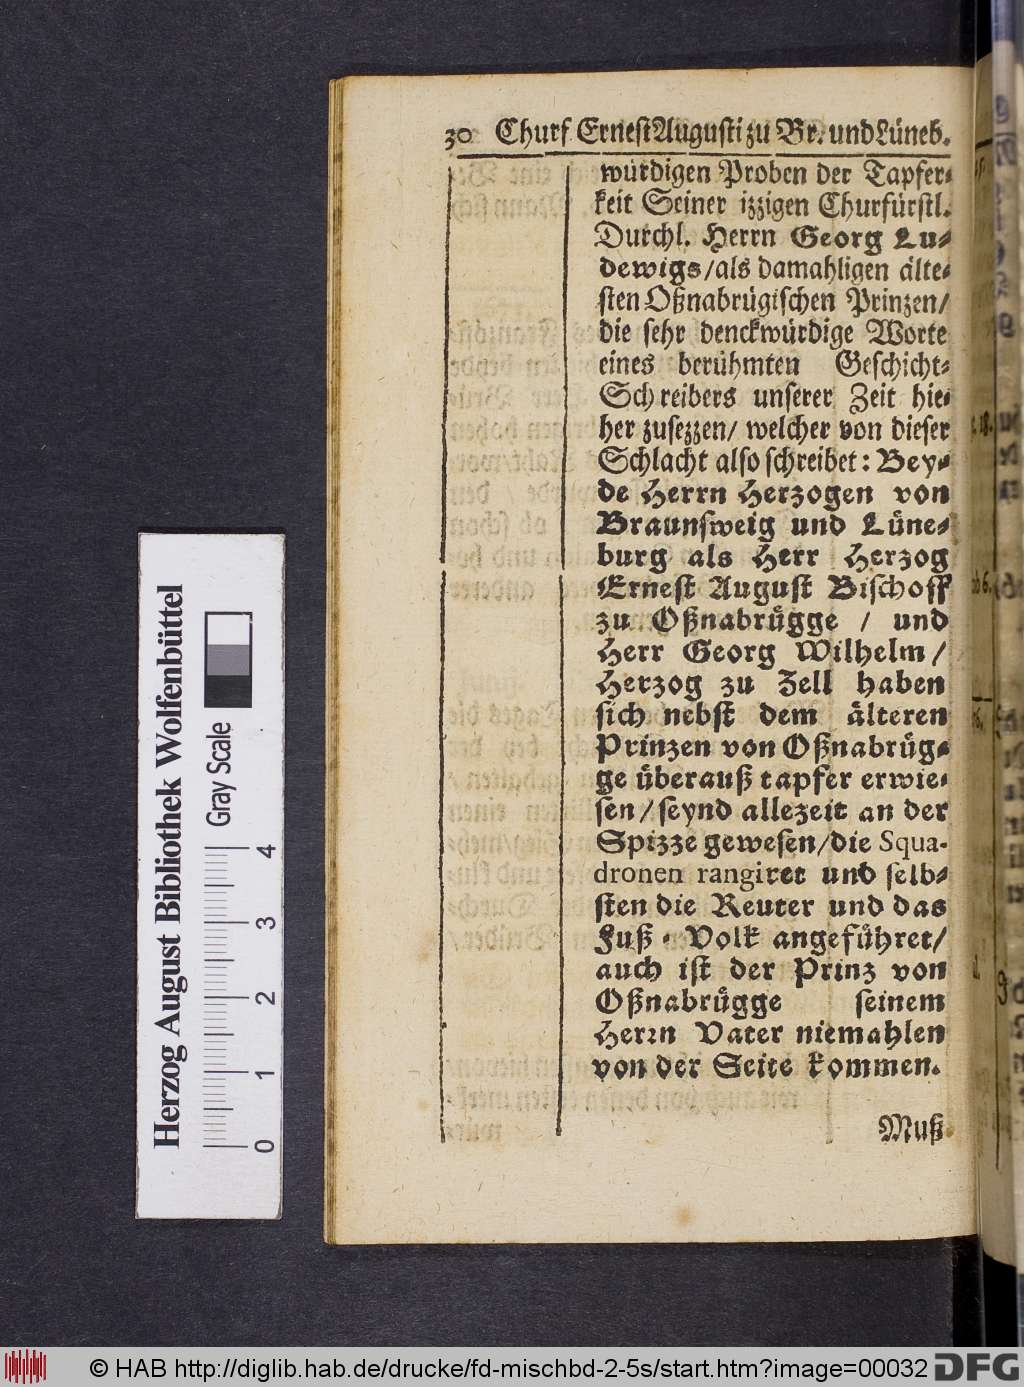 30 Churf ErnestAugusti zu Br. und Lüneb.
würdigen Proben der Tapfer-
keit Seiner izzigen Churfürstl.
Durchl. Herrn Georg Lu-
dewigs/als damahligen älte-
sten Oßnabrügischen Prinzen/
die sehr denckwürdige Worte
eines berühmten Geschicht-
Schreibers unserer Zeit hie-
her zusezzen/ welcher von dieser
Schlacht also schreibet: Bey-
de Herrn Herzogen von
Braunsweig und Lüne-
burg als Herr Herzog
Ernest August Bischoff
zu Oßnabrügge / und
Herr Georg Wilhelm/
Herzog zu Zell haben
sich nebst dem älteren
Prinzen von Oßnabrüg-
ge überauß tapfer erwie-
sen/seynd allezeit an der
Spizze gewesen/die Squa-
dronen rangiret und selb-
sten die Reuter und das
Fuß-Volk angeführet/
auch ist der Prinz von
Oßnabrügge seinem
Herrn Vater niemahlen
von der Seite kommen.
Muß
Herzog August Bibliothek Wolfenbüttel
Gray Scale
0 1 2 3 4
© HAB http://diglib.hab.de/drucke/fd-mischbd-2-5s/start.htm?image=00032 DFG